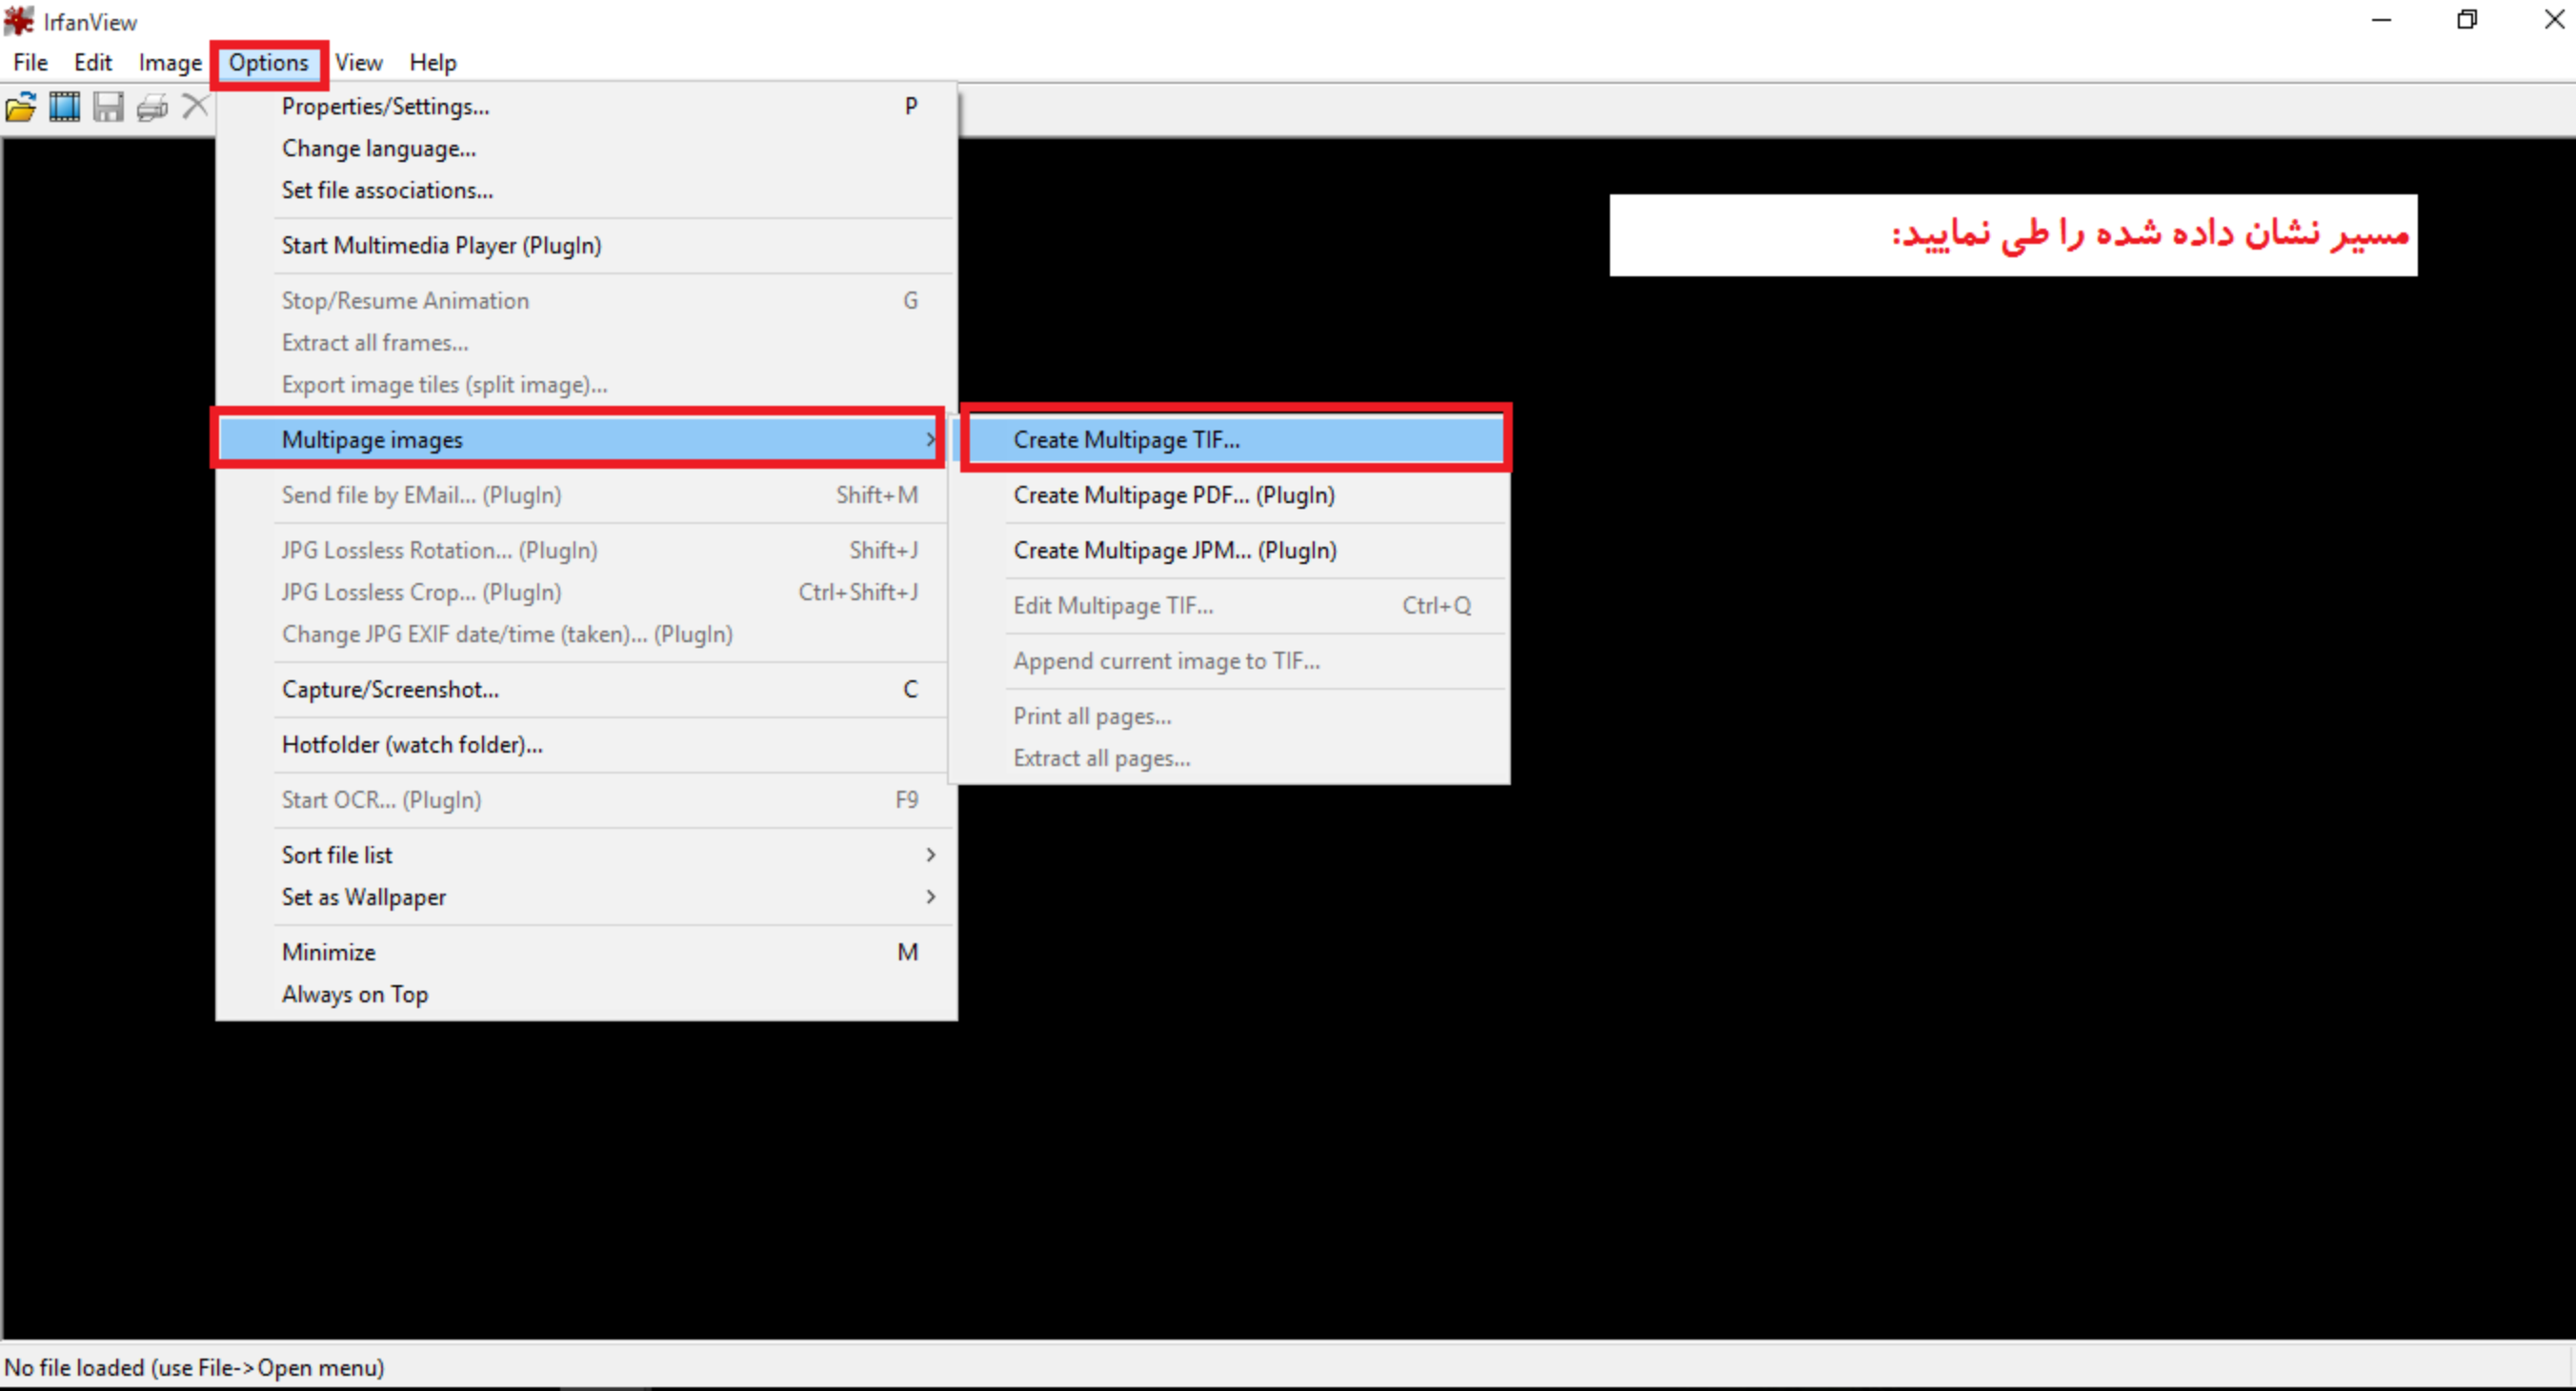 IrfanView
File Edit Image Options View Help
مسیر نشان داده شده را طی نمایید:
Properties/Settings... P
Change language...
Set file associations...
Start Multimedia Player (PlugIn)
Stop/Resume Animation G
Extract all frames...
Export image tiles (split image)...
Multipage images
Send file by EMail... (PlugIn) Shift+M
JPG Lossless Rotation... (PlugIn) Shift+J
JPG Lossless Crop... (PlugIn) Ctrl+Shift+J
Change JPG EXIF date/time (taken)... (PlugIn)
Capture/Screenshot... C
Hotfolder (watch folder)...
Start OCR... (PlugIn) F9
Sort file list
Set as Wallpaper
Minimize M
Always on Top
Create Multipage TIF...
Create Multipage PDF... (PlugIn)
Create Multipage JPM... (PlugIn)
Edit Multipage TIF... Ctrl+Q
Append current image to TIF...
Print all pages...
Extract all pages...
No file loaded (use File->Open menu)